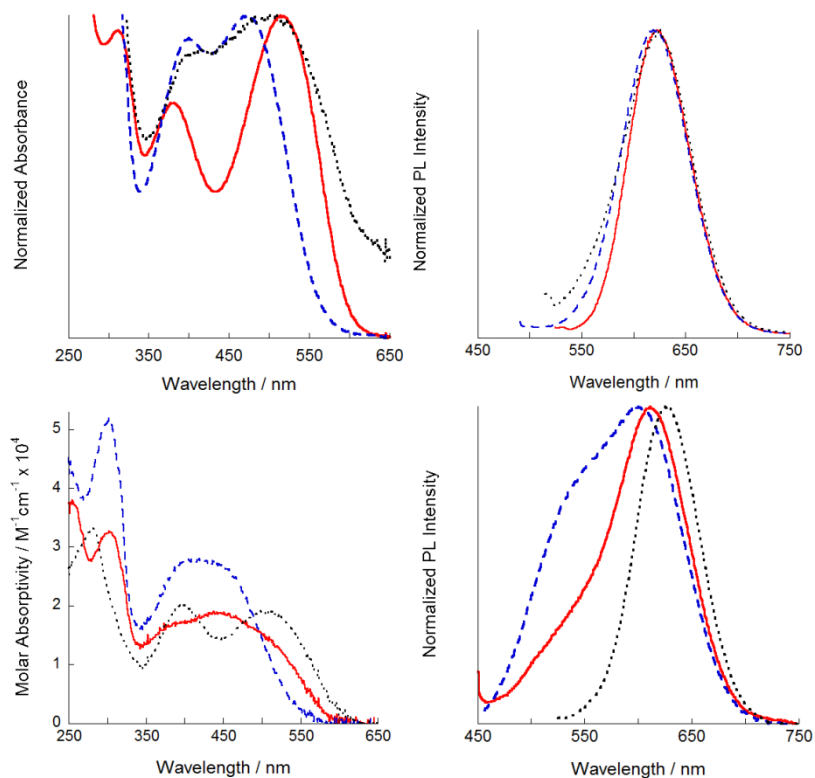 Normalized Absorbance
250 350 450 550 650
Wavelength / nm
Normalized PL Intensity
450 550 650 750
Wavelength / nm
Molar Absorptivity / M⁻¹cm⁻¹ x 10⁴
5
4
3
2
1
0
250 350 450 550 650
Wavelength / nm
Normalized PL Intensity
450 550 650 750
Wavelength / nm